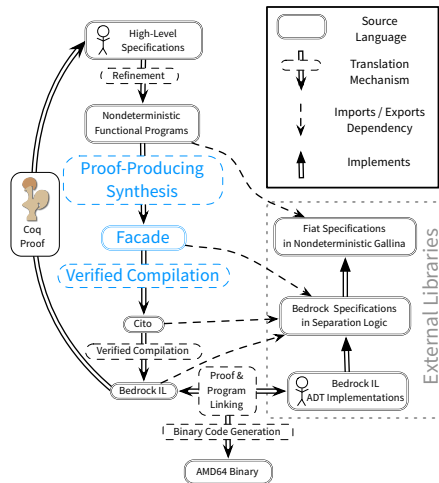 High-Level
Specifications
Refinement
Nondeterministic
Functional Programs
Proof-Producing
Synthesis
Facade
Verified Compilation
Cito
Verified Compilation
Bedrock IL
Coq
Proof
Proof &
Program
Linking
Binary Code Generation
AMD64 Binary
Source
Language
Translation
Mechanism
Imports / Exports
Dependency
Implements
Fiat Specifications
in Nondeterministic Gallina
Bedrock Specifications
in Separation Logic
Bedrock IL
ADT Implementations
External Libraries